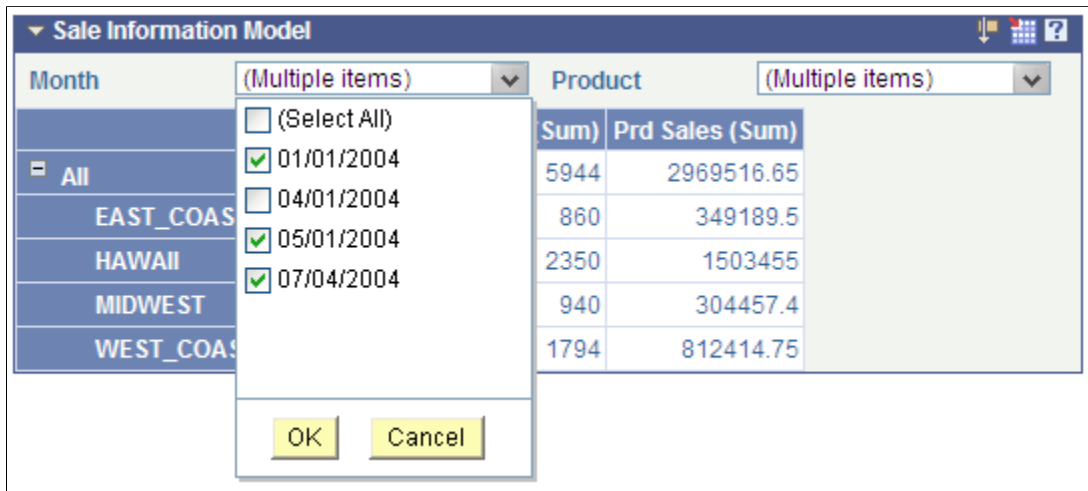 Sale Information Model
Month (Multiple items) Product (Multiple items)
(Select All)
(Sum) Prd Sales (Sum)
01/01/2004
All 5944 2969516.65
04/01/2004
EAST_COAS 860 349189.5
05/01/2004
HAWAII 2350 1503455
07/04/2004
MIDWEST 940 304457.4
WEST_COAS 1794 812414.75
OK Cancel